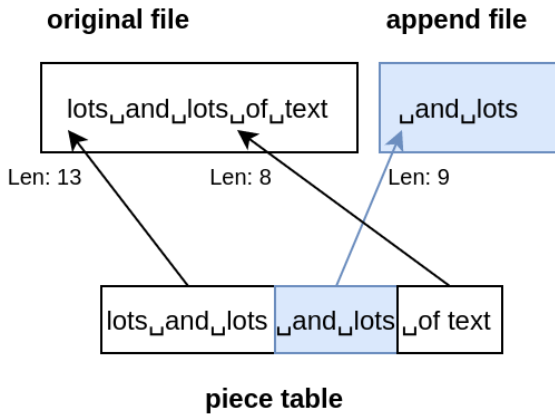 original file
append file
lots␣and␣lots␣of␣text
␣and␣lots
Len: 13
Len: 8
Len: 9
lots␣and␣lots
␣and␣lots
␣of text
piece table